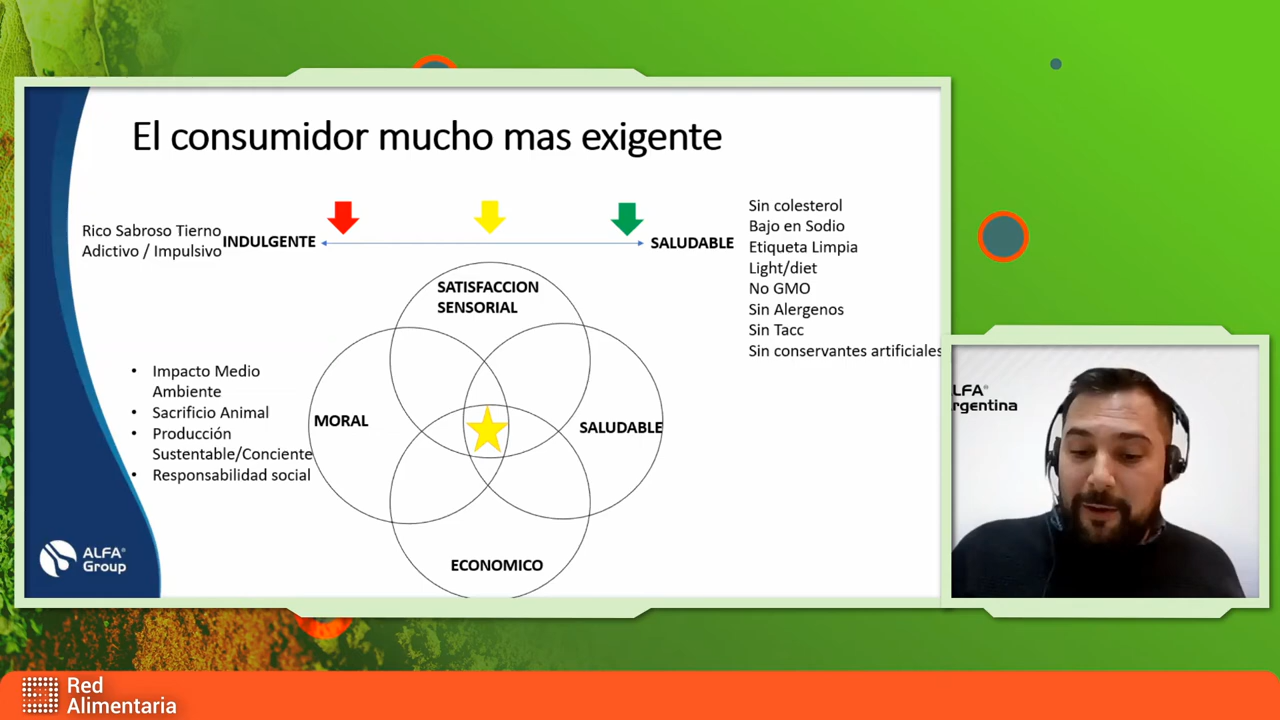 El consumidor mucho mas exigente
Rico Sabroso Tierno
Adictivo / Impulsivo
INDULGENTE
SALUDABLE
Sin colesterol
Bajo en Sodio
Etiqueta Limpia
Light/diet
No GMO
Sin Alergenos
Sin Tacc
Sin conservantes artificiales
SATISFACCION
SENSORIAL
• Impacto Medio
Ambiente
• Sacrificio Animal
• Producción
Sustentable/Conciente
• Responsabilidad social
MORAL
SALUDABLE
ECONOMICO
ALFA®
Group
LFA®
rgentina
Red
Alimentaria